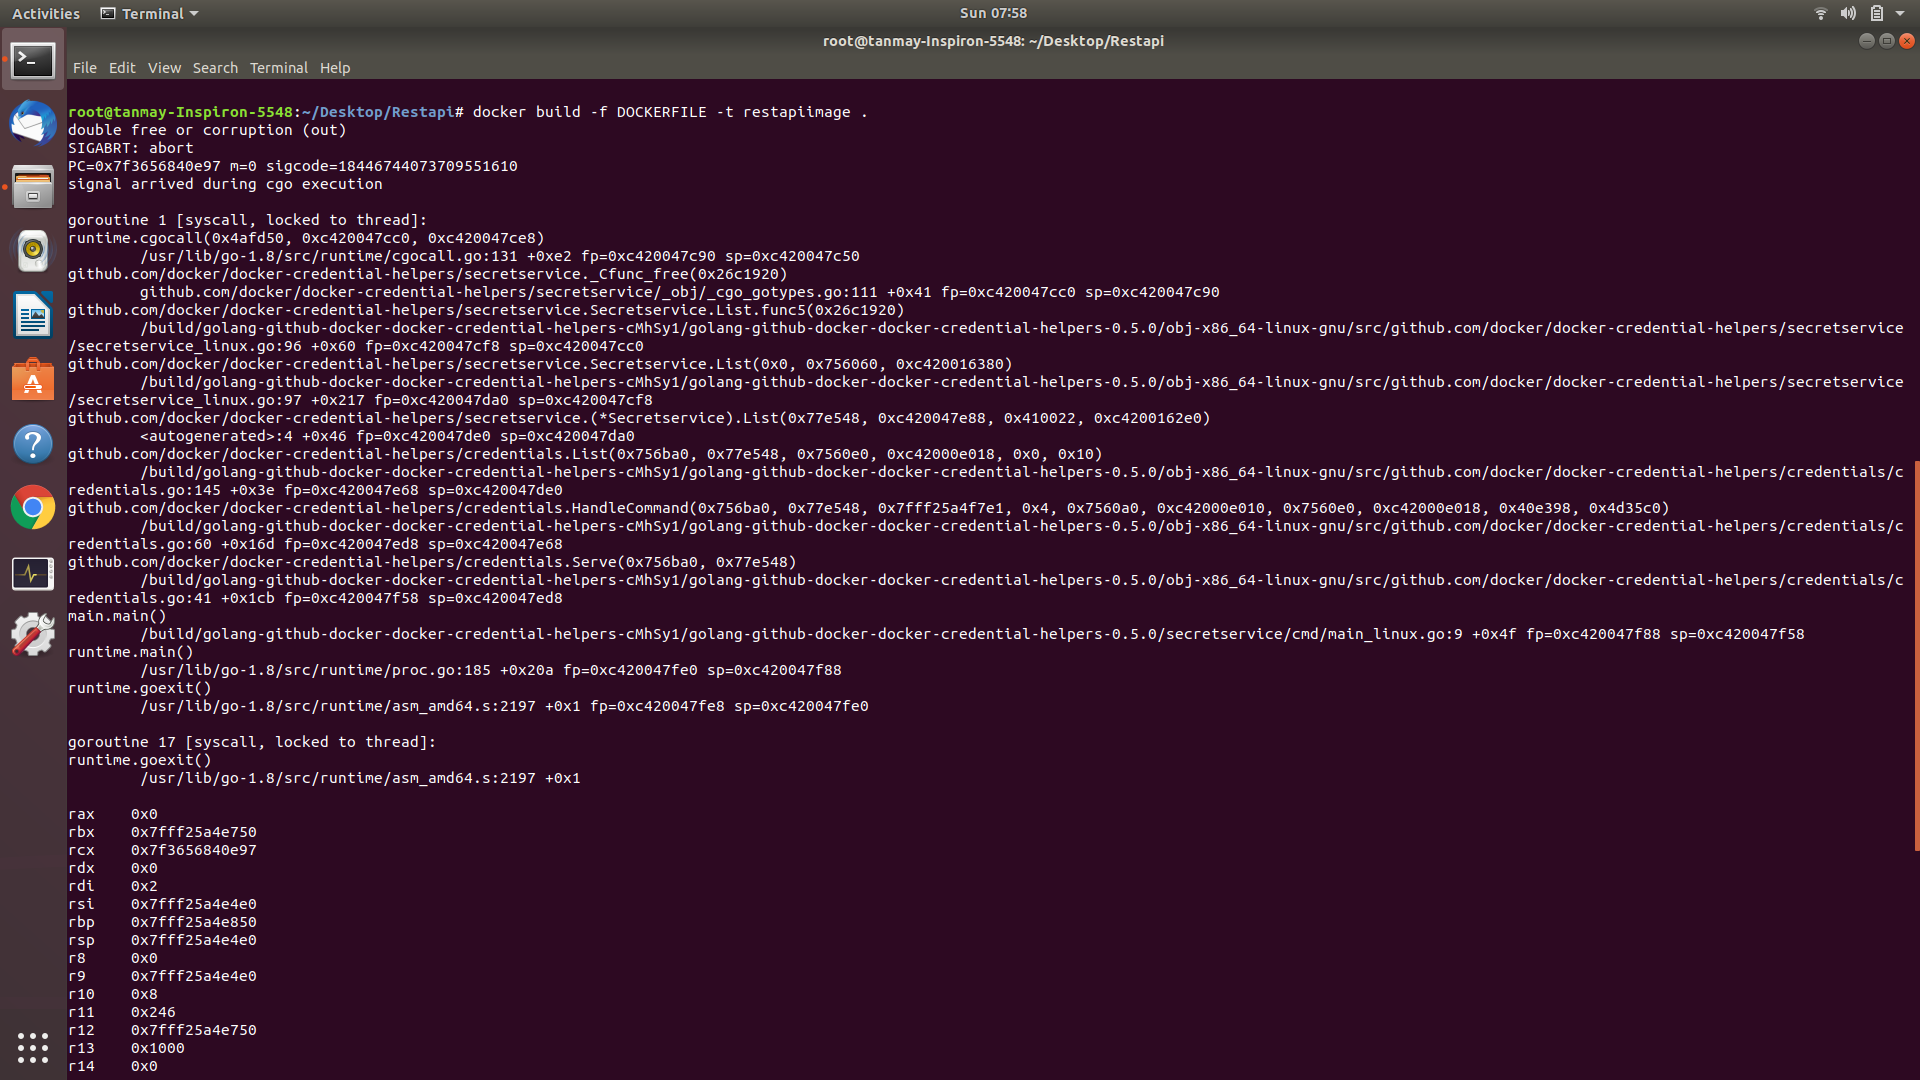 Activities
Terminal
Sun 07:58
root@tanmay-Inspiron-5548: ~/Desktop/Restapi
File Edit View Search Terminal Help
root@tanmay-Inspiron-5548:~/Desktop/Restapi# docker build -f DOCKERFILE -t restapiimage .
double free or corruption (out)
SIGABRT: abort
PC=0x7f3656840e97 m=0 sigcode=18446744073709551610
signal arrived during cgo execution
goroutine 1 [syscall, locked to thread]:
runtime.cgocall(0x4afd50, 0xc420047cc0, 0xc420047ce8)
/usr/lib/go-1.8/src/runtime/cgocall.go:131 +0xe2 fp=0xc420047c90 sp=0xc420047c50
github.com/docker/docker-credential-helpers/secretservice._Cfunc_free(0x26c1920)
github.com/docker/docker-credential-helpers/secretservice/_obj/_cgo_gotypes.go:111 +0x41 fp=0xc420047cc0 sp=0xc420047c90
github.com/docker/docker-credential-helpers/secretservice.Secretservice.List.func5(0x26c1920)
/build/golang-github-docker-docker-credential-helpers-cMhSy1/golang-github-docker-docker-credential-helpers-0.5.0/obj-x86_64-linux-gnu/src/github.com/docker/docker-credential-helpers/secretservice
/secretservice_linux.go:96 +0x60 fp=0xc420047cf8 sp=0xc420047cc0
github.com/docker/docker-credential-helpers/secretservice.Secretservice.List(0x0, 0x756060, 0xc420016380)
/build/golang-github-docker-docker-credential-helpers-cMhSy1/golang-github-docker-docker-credential-helpers-0.5.0/obj-x86_64-linux-gnu/src/github.com/docker/docker-credential-helpers/secretservice
/secretservice_linux.go:97 +0x217 fp=0xc420047da0 sp=0xc420047cf8
github.com/docker/docker-credential-helpers/secretservice.(*Secretservice).List(0x77e548, 0xc420047e88, 0x410022, 0xc4200162e0)
<autogenerated>:4 +0x46 fp=0xc420047de0 sp=0xc420047da0
github.com/docker/docker-credential-helpers/credentials.List(0x756ba0, 0x77e548, 0x7560e0, 0xc42000e018, 0x0, 0x10)
/build/golang-github-docker-docker-credential-helpers-cMhSy1/golang-github-docker-docker-credential-helpers-0.5.0/obj-x86_64-linux-gnu/src/github.com/docker/docker-credential-helpers/credentials/c
redentials.go:145 +0x3e fp=0xc420047e68 sp=0xc420047de0
github.com/docker/docker-credential-helpers/credentials.HandleCommand(0x756ba0, 0x77e548, 0x7fff25a4f7e1, 0x4, 0x7560a0, 0xc42000e010, 0x7560e0, 0xc42000e018, 0x40e398, 0x4d35c0)
/build/golang-github-docker-docker-credential-helpers-cMhSy1/golang-github-docker-docker-credential-helpers-0.5.0/obj-x86_64-linux-gnu/src/github.com/docker/docker-credential-helpers/credentials/c
redentials.go:60 +0x16d fp=0xc420047ed8 sp=0xc420047e68
github.com/docker/docker-credential-helpers/credentials.Serve(0x756ba0, 0x77e548)
/build/golang-github-docker-docker-credential-helpers-cMhSy1/golang-github-docker-docker-credential-helpers-0.5.0/obj-x86_64-linux-gnu/src/github.com/docker/docker-credential-helpers/credentials/c
redentials.go:41 +0x1cb fp=0xc420047f58 sp=0xc420047ed8
main.main()
/build/golang-github-docker-docker-credential-helpers-cMhSy1/golang-github-docker-docker-credential-helpers-0.5.0/secretservice/cmd/main_linux.go:9 +0x4f fp=0xc420047f88 sp=0xc420047f58
runtime.main()
/usr/lib/go-1.8/src/runtime/proc.go:185 +0x20a fp=0xc420047fe0 sp=0xc420047f88
runtime.goexit()
/usr/lib/go-1.8/src/runtime/asm_amd64.s:2197 +0x1 fp=0xc420047fe8 sp=0xc420047fe0
goroutine 17 [syscall, locked to thread]:
runtime.goexit()
/usr/lib/go-1.8/src/runtime/asm_amd64.s:2197 +0x1
rax 0x0
rbx 0x7fff25a4e750
rcx 0x7f3656840e97
rdx 0x0
rdi 0x2
rsi 0x7fff25a4e4e0
rbp 0x7fff25a4e850
rsp 0x7fff25a4e4e0
r8 0x0
r9 0x7fff25a4e4e0
r10 0x8
r11 0x246
r12 0x7fff25a4e750
r13 0x1000
r14 0x0